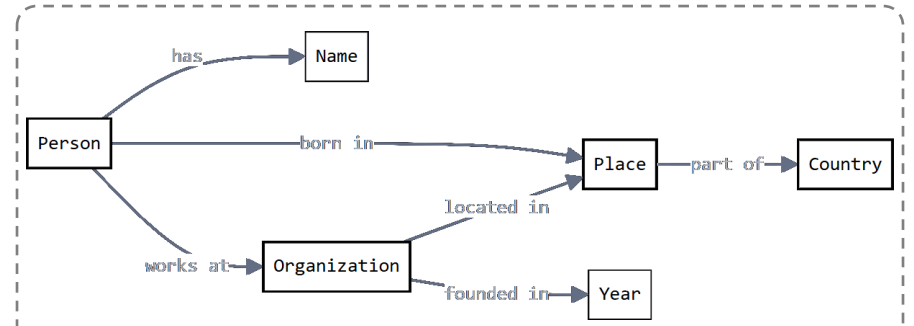 has
Name
Person
born in
Place
part of
Country
located in
works at
Organization
founded in
Year